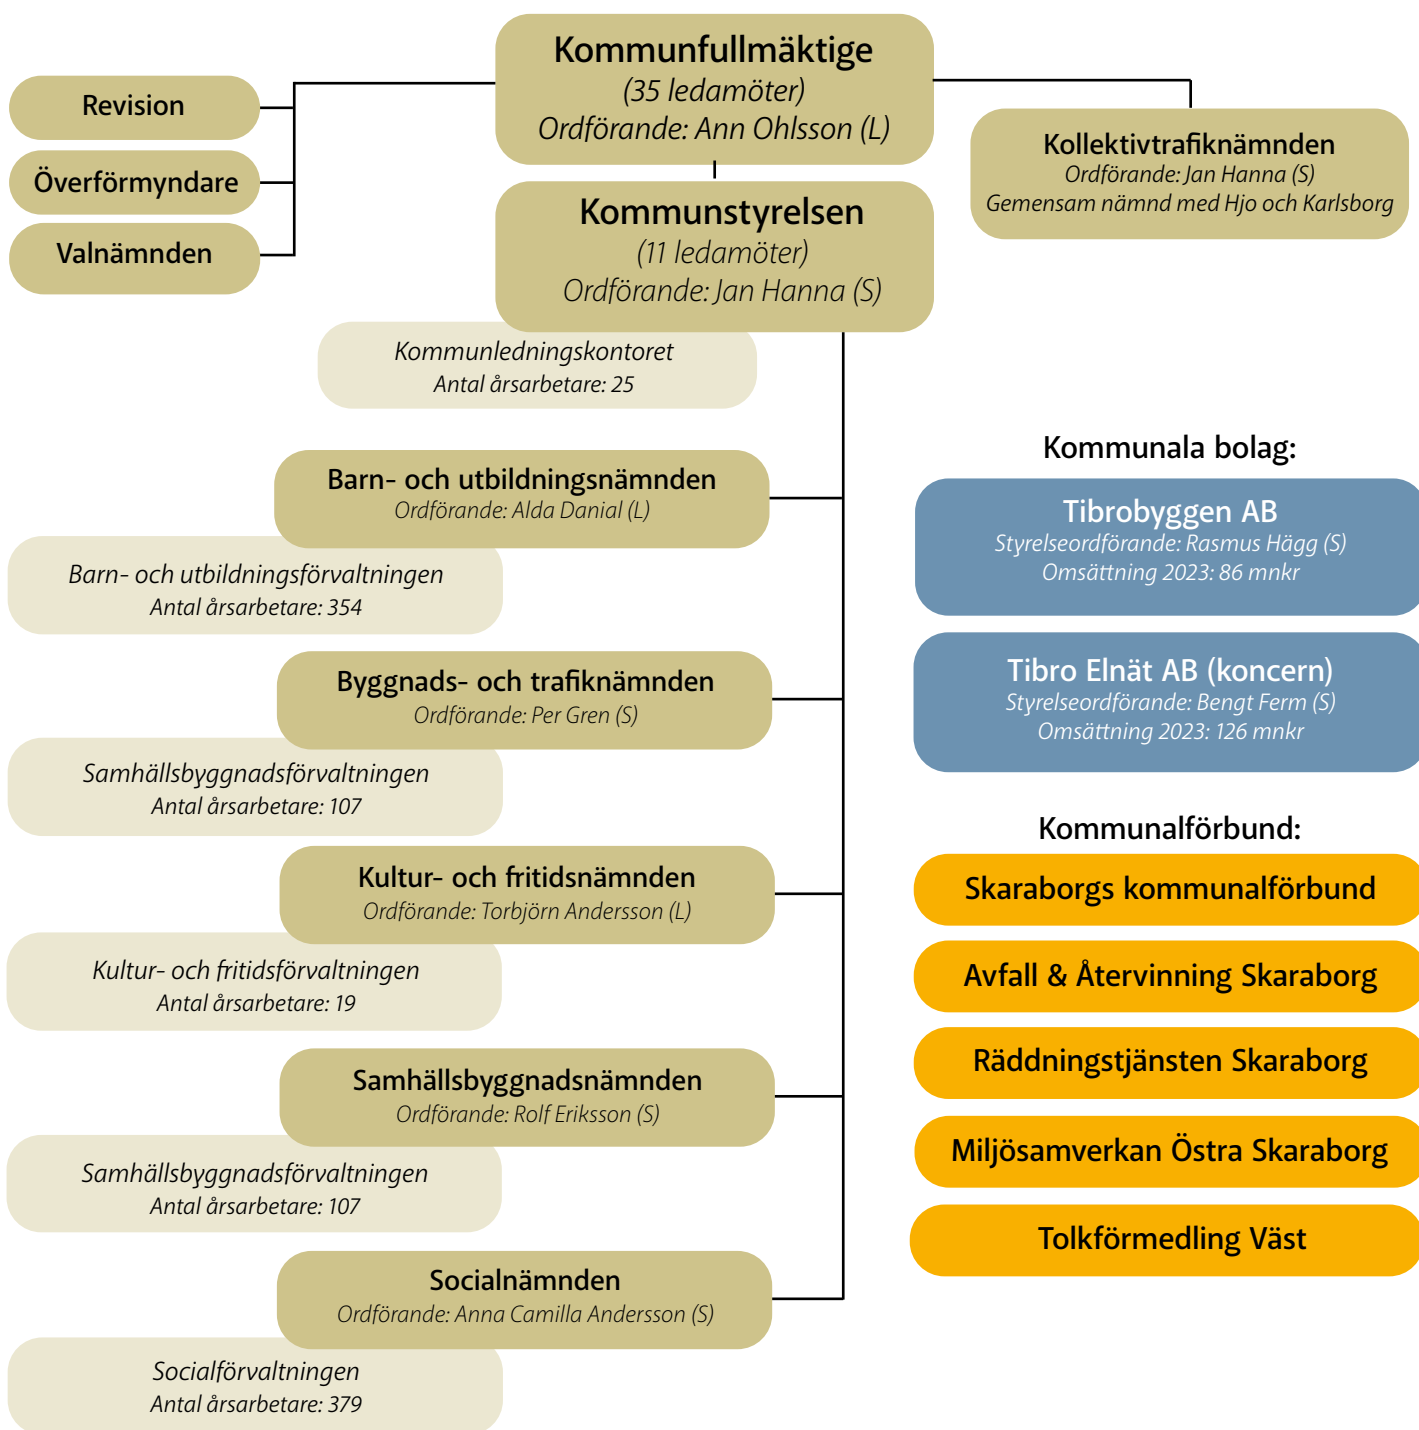 Kommunfullmäktige
(35 ledamöter)
Ordförande: Ann Ohlsson (L)
Revision
Överförmyndare
Valnämnden
Kollektivtrafiknämnden
Ordförande: Jan Hanna (S)
Gemensam nämnd med Hjo och Karlsborg
Kommunstyrelsen
(11 ledamöter)
Ordförande: Jan Hanna (S)
Kommunledningskontoret
Antal årsarbetare: 25
Barn- och utbildningsnämnden
Ordförande: Alda Danial (L)
Barn- och utbildningsförvaltningen
Antal årsarbetare: 354
Byggnads- och trafiknämnden
Ordförande: Per Gren (S)
Samhällsbyggnadsförvaltningen
Antal årsarbetare: 107
Kultur- och fritidsnämnden
Ordförande: Torbjörn Andersson (L)
Kultur- och fritidsförvaltningen
Antal årsarbetare: 19
Samhällsbyggnadsnämnden
Ordförande: Rolf Eriksson (S)
Samhällsbyggnadsförvaltningen
Antal årsarbetare: 107
Socialnämnden
Ordförande: Anna Camilla Andersson (S)
Socialförvaltningen
Antal årsarbetare: 379
Kommunala bolag:
Tibrobyggen AB
Styrelseordförande: Rasmus Hägg (S)
Omsättning 2023: 86 mnkr
Tibro Elnät AB (koncern)
Styrelseordförande: Bengt Ferm (S)
Omsättning 2023: 126 mnkr
Kommunalförbund:
Skaraborgs kommunalförbund
Avfall & Återvinning Skaraborg
Räddningstjänsten Skaraborg
Miljösamverkan Östra Skaraborg
Tolkförmedling Väst